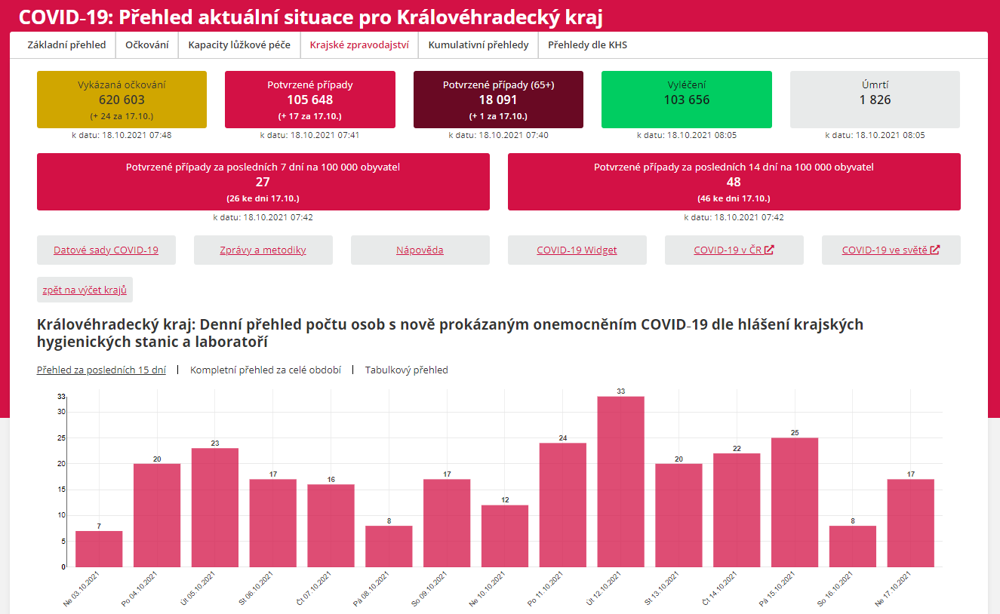 COVID-19: Přehled aktuální situace pro Královéhradecký kraj
Základní přehled
Očkování
Kapacity lůžkové péče
Krajské zpravodajství
Kumulativní přehledy
Přehledy dle KHS
Vykázaná očkování
620 603
(+ 24 za 17.10.)
k datu: 18.10.2021 07:48
Potvrzené případy
105 648
(+ 17 za 17.10.)
k datu: 18.10.2021 07:41
Potvrzené případy (65+)
18 091
(+ 1 za 17.10.)
k datu: 18.10.2021 07:40
Vyléčení
103 656
k datu: 18.10.2021 08:05
Úmrtí
1 826
k datu: 18.10.2021 08:05
Potvrzené případy za posledních 7 dní na 100 000 obyvatel
27
(26 ke dni 17.10.)
k datu: 18.10.2021 07:42
Potvrzené případy za posledních 14 dní na 100 000 obyvatel
48
(46 ke dni 17.10.)
k datu: 18.10.2021 07:42
Datové sady COVID-19
Zprávy a metodiky
Nápověda
COVID-19 Widget
COVID-19 v ČR
COVID-19 ve světě
zpět na výčet krajů
Královéhradecký kraj: Denní přehled počtu osob s nově prokázaným onemocněním COVID-19 dle hlášení krajských
hygienických stanic a laboratoří
Přehled za posledních 15 dní
Kompletní přehled za celé období
Tabulkový přehled
33
30
25
20
15
10
5
0
7
20
23
17
16
8
17
12
24
33
20
22
25
8
17
Ne 03.10.2021
Po 04.10.2021
Út 05.10.2021
St 06.10.2021
Čt 07.10.2021
Pá 08.10.2021
So 09.10.2021
Ne 10.10.2021
Po 11.10.2021
Út 12.10.2021
St 13.10.2021
Čt 14.10.2021
Pá 15.10.2021
So 16.10.2021
Ne 17.10.2021